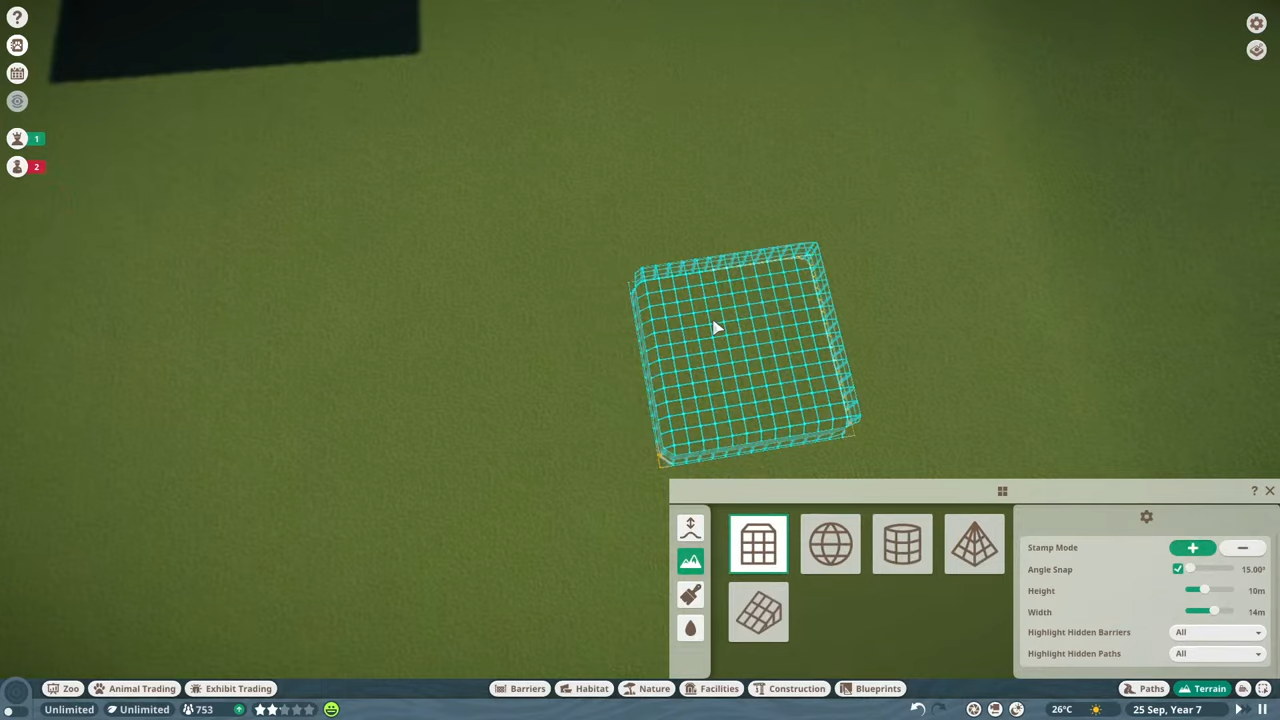 ?
1
2
?
Stamp Mode
Angle Snap 15.00°
Height 10m
Width 14m
Highlight Hidden Barriers All
Highlight Hidden Paths All
Zoo Animal Trading Exhibit Trading Barriers Habitat Nature Facilities Construction Blueprints Paths Terrain
Unlimited Unlimited 753 26°C 25 Sep, Year 7